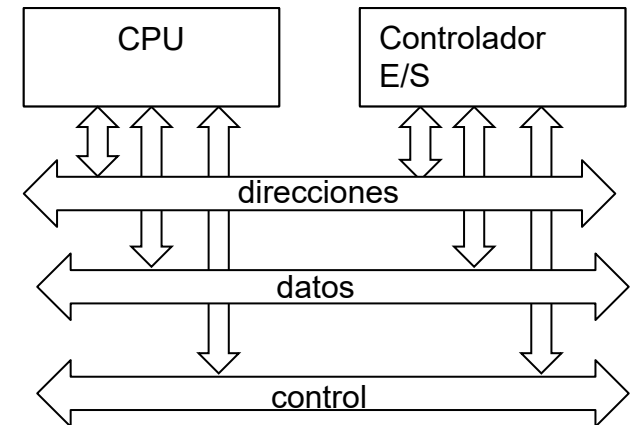 CPU
Controlador
E/S
direcciones
datos
control